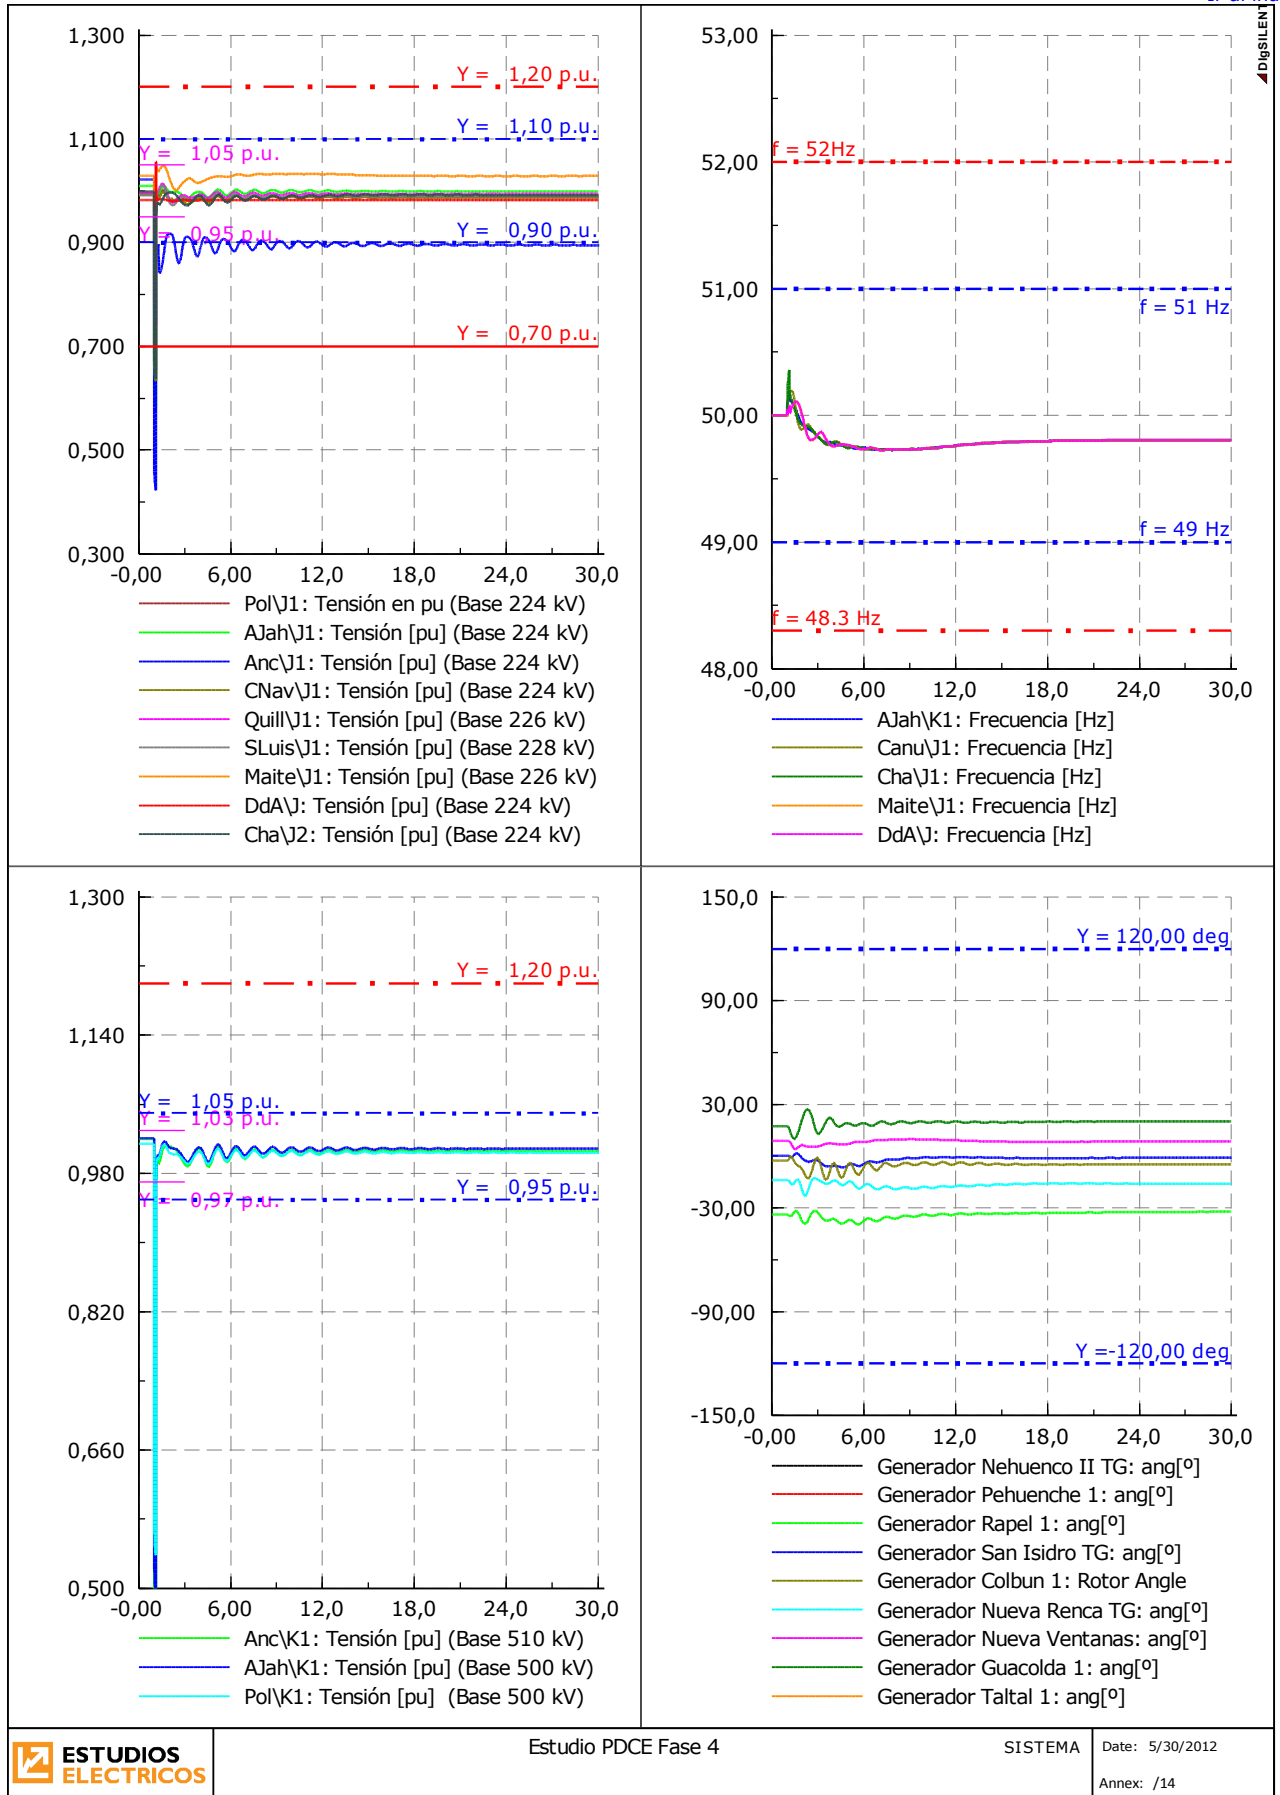 DIgSILENT
1,300
1,100
0,900
0,700
0,500
0,300
-0,00
6,00
12,0
18,0
24,0
30,0
Y = 1,20 p.u.
Y = 1,10 p.u.
Y = 1,05 p.u.
Y = 0,95 p.u.
Y = 0,90 p.u.
Y = 0,70 p.u.
Pol\J1: Tensión en pu (Base 224 kV)
AJah\J1: Tensión [pu] (Base 224 kV)
Anc\J1: Tensión [pu] (Base 224 kV)
CNav\J1: Tensión [pu] (Base 224 kV)
Quill\J1: Tensión [pu] (Base 226 kV)
SLuis\J1: Tensión [pu] (Base 228 kV)
Maite\J1: Tensión [pu] (Base 226 kV)
DdA\J: Tensión [pu] (Base 224 kV)
Cha\J2: Tensión [pu] (Base 224 kV)
53,00
52,00
51,00
50,00
49,00
48,00
-0,00
6,00
12,0
18,0
24,0
30,0
f = 52Hz
f = 51 Hz
f = 49 Hz
f = 48.3 Hz
AJah\K1: Frecuencia [Hz]
Canu\J1: Frecuencia [Hz]
Cha\J1: Frecuencia [Hz]
Maite\J1: Frecuencia [Hz]
DdA\J: Frecuencia [Hz]
1,300
1,140
0,980
0,820
0,660
0,500
-0,00
6,00
12,0
18,0
24,0
30,0
Y = 1,20 p.u.
Y = 1,05 p.u.
Y = 1,03 p.u.
Y = 0,97 p.u.
Y = 0,95 p.u.
Anc\K1: Tensión [pu] (Base 510 kV)
AJah\K1: Tensión [pu] (Base 500 kV)
Pol\K1: Tensión [pu] (Base 500 kV)
150,0
90,00
30,00
-30,00
-90,00
-150,0
-0,00
6,00
12,0
18,0
24,0
30,0
Y = 120,00 deg
Y =-120,00 deg
Generador Nehuenco II TG: ang[º]
Generador Pehuenche 1: ang[º]
Generador Rapel 1: ang[º]
Generador San Isidro TG: ang[º]
Generador Colbun 1: Rotor Angle
Generador Nueva Renca TG: ang[º]
Generador Nueva Ventanas: ang[º]
Generador Guacolda 1: ang[º]
Generador Taltal 1: ang[º]
ESTUDIOS
ELECTRICOS
Estudio PDCE Fase 4
SISTEMA
Date: 5/30/2012
Annex: /14